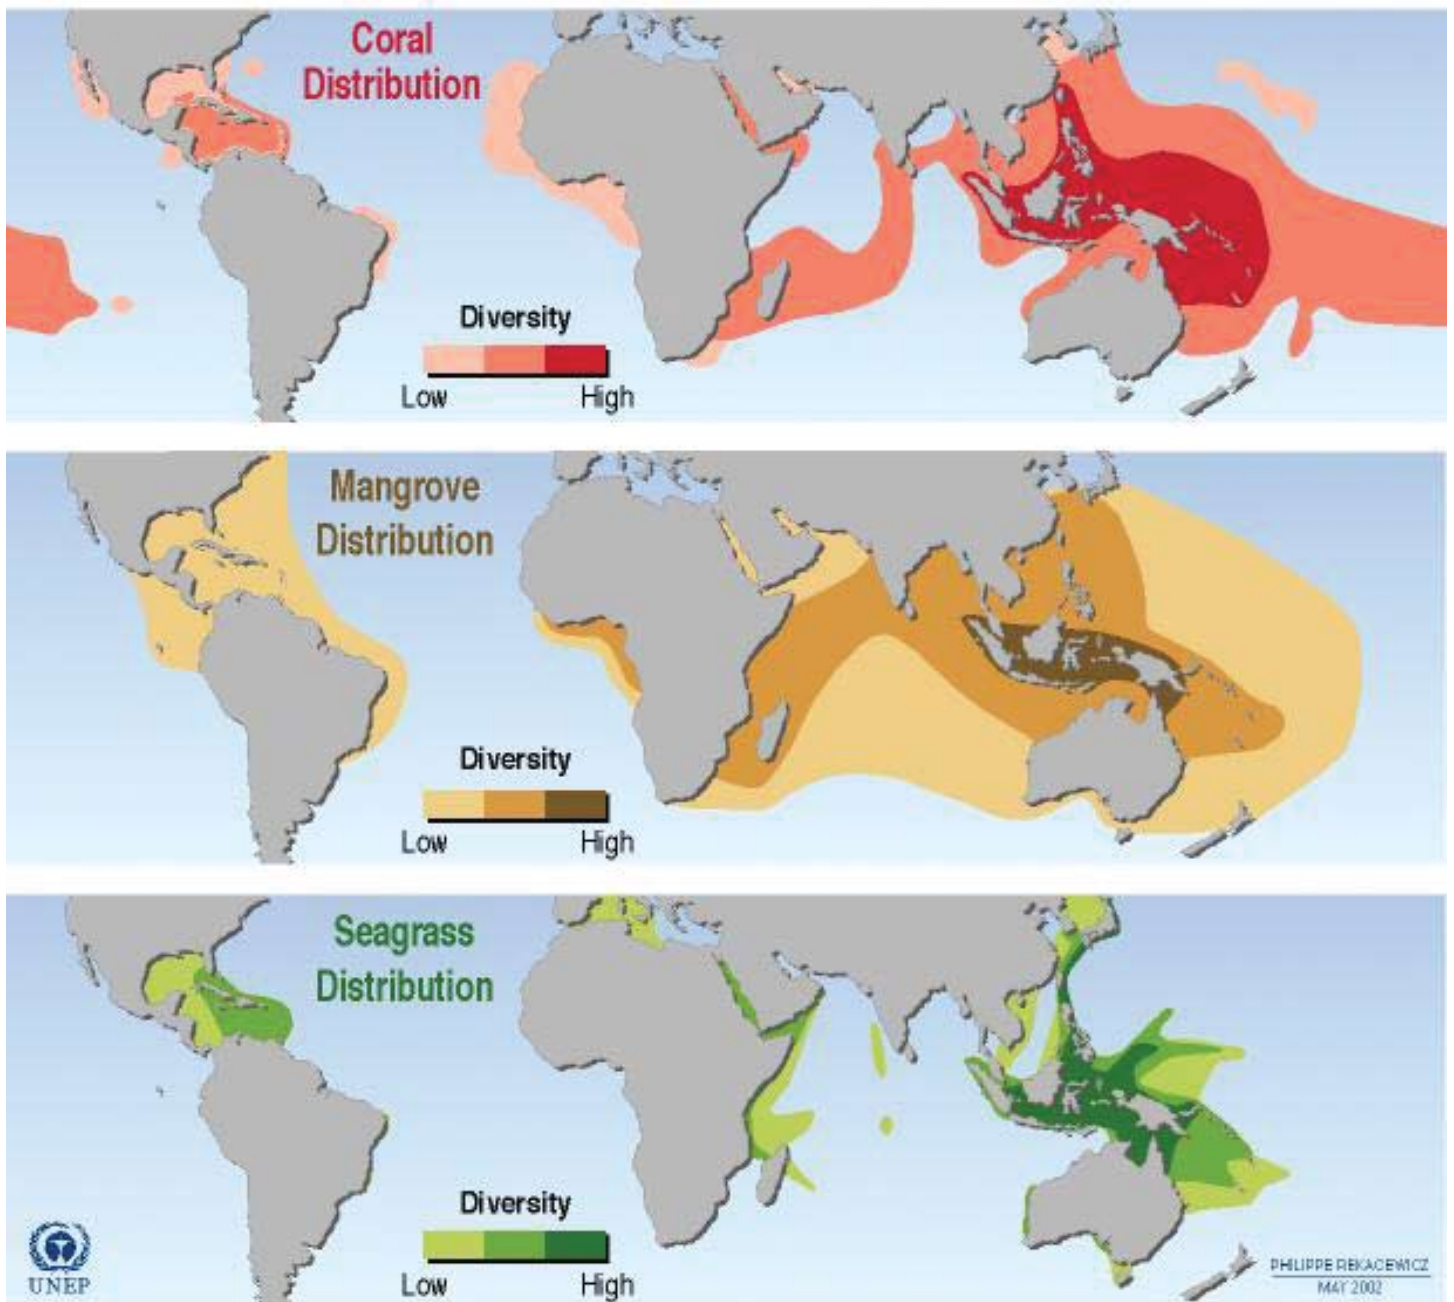 Coral
Distribution
Diversity
Low High
Mangrove
Distribution
Diversity
Low High
Seagrass
Distribution
Diversity
Low High
UNEP
PHILIPPE REKACEWICZ
MAY 2002